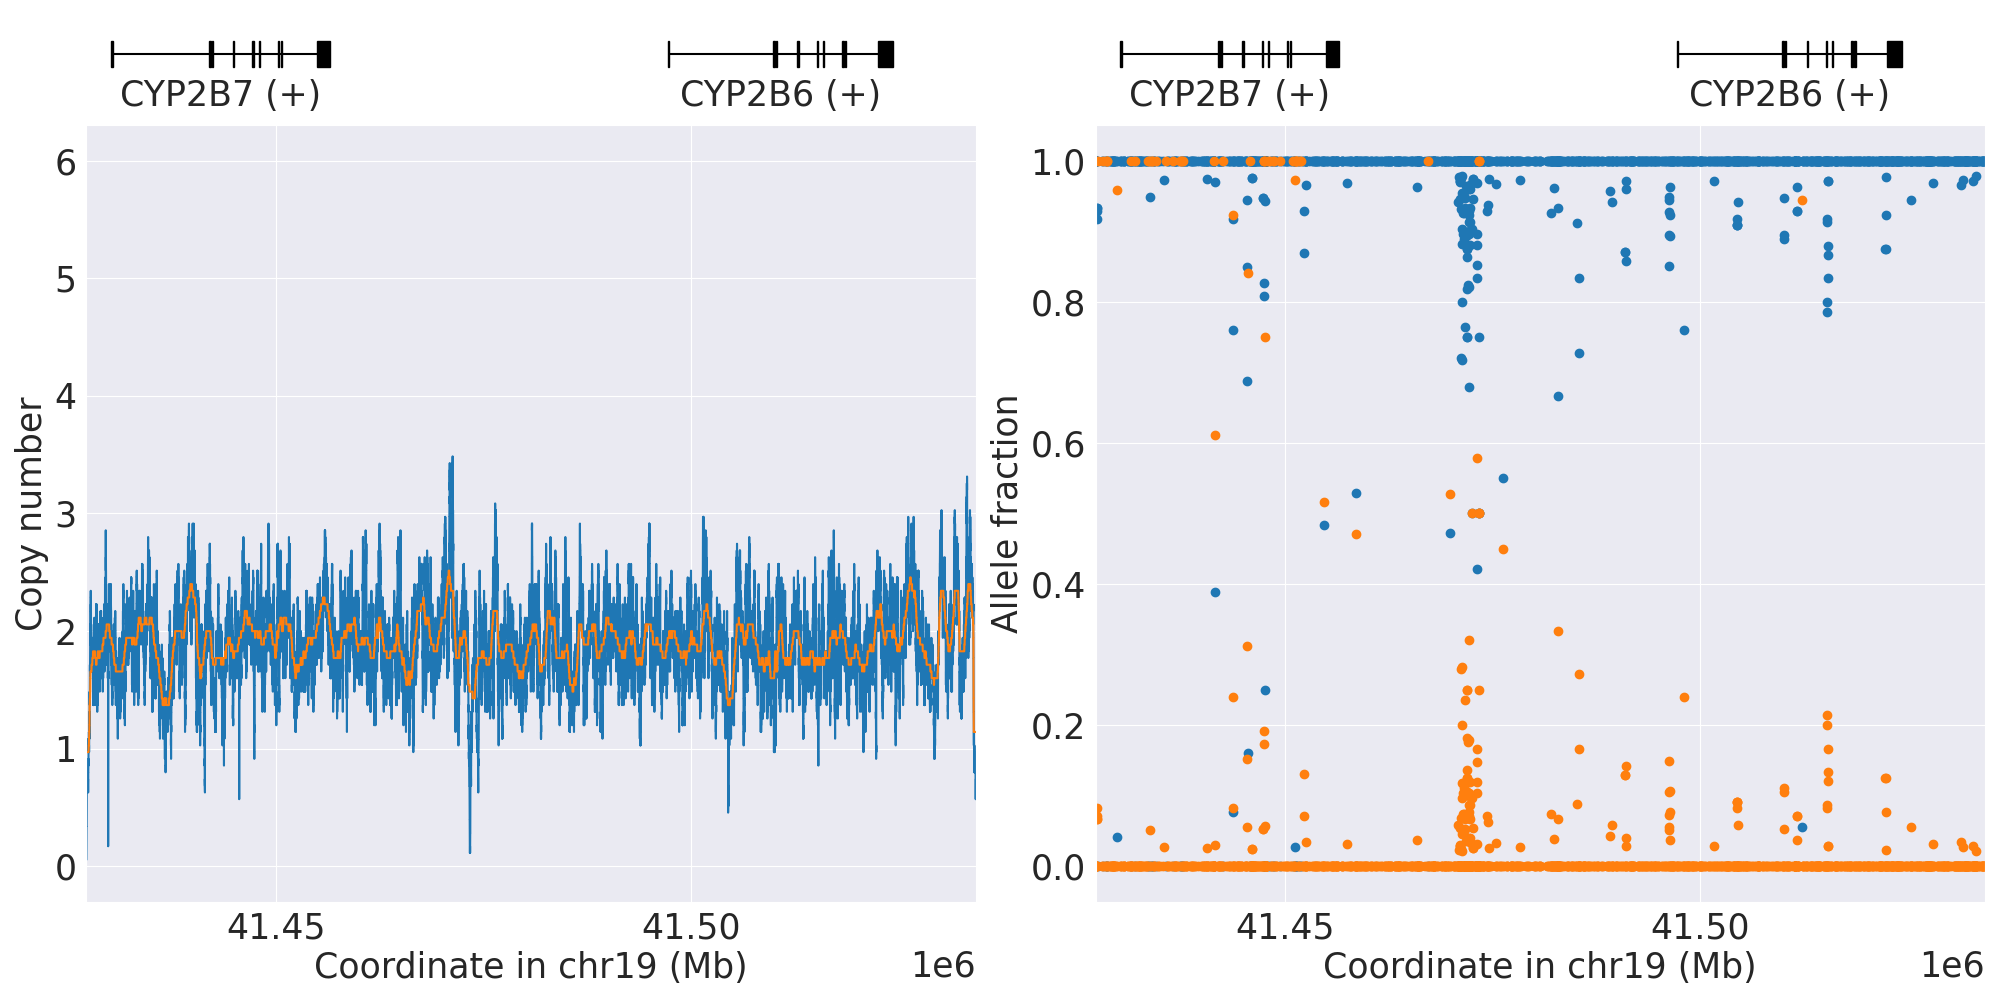 CYP2B7 (+)
CYP2B6 (+)
6
5
4
3
2
1
0
Copy number
41.45
41.50
Coordinate in chr19 (Mb)
1e6
CYP2B7 (+)
CYP2B6 (+)
1.0
0.8
0.6
0.4
0.2
0.0
Allele fraction
41.45
41.50
Coordinate in chr19 (Mb)
1e6